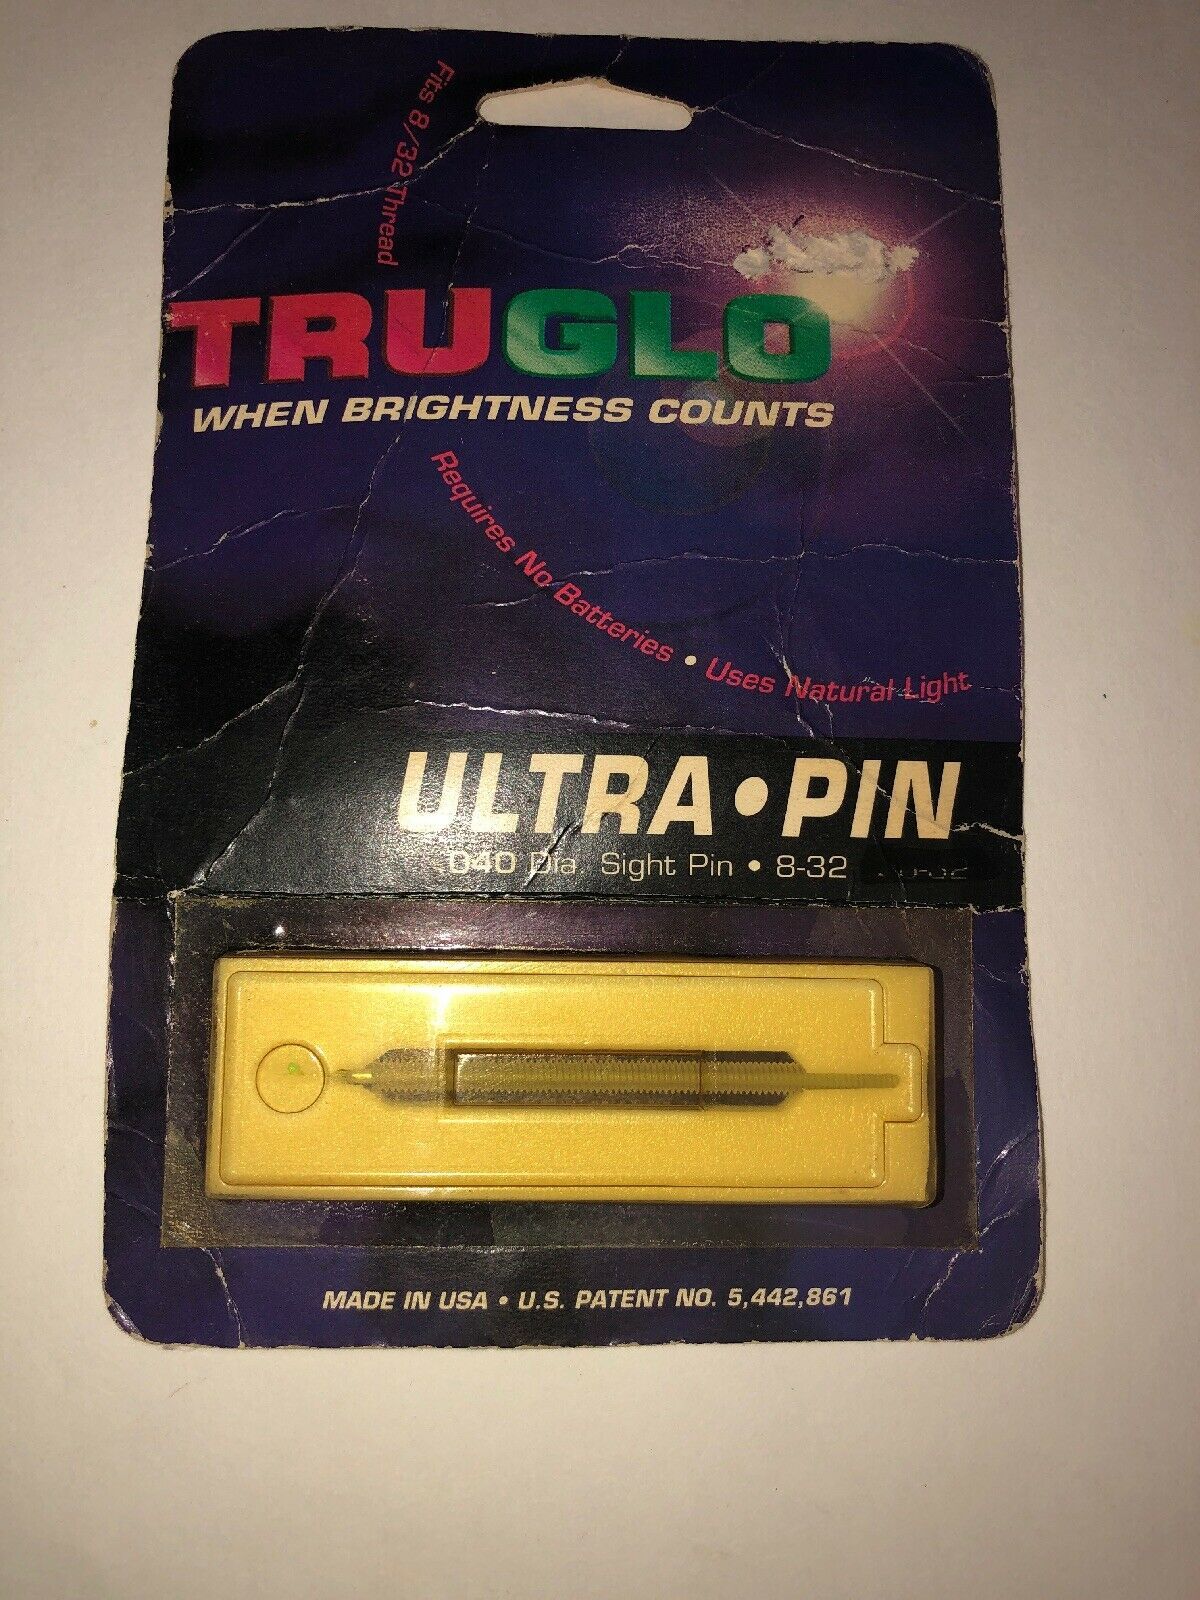 Fits 8/32 Thread
TRUGLO
WHEN BRIGHTNESS COUNTS
Requires No Batteries • Uses Natural Light
ULTRA•PIN
.040 Dia. Sight Pin • 8-32
MADE IN USA • U.S. PATENT NO. 5,442,861